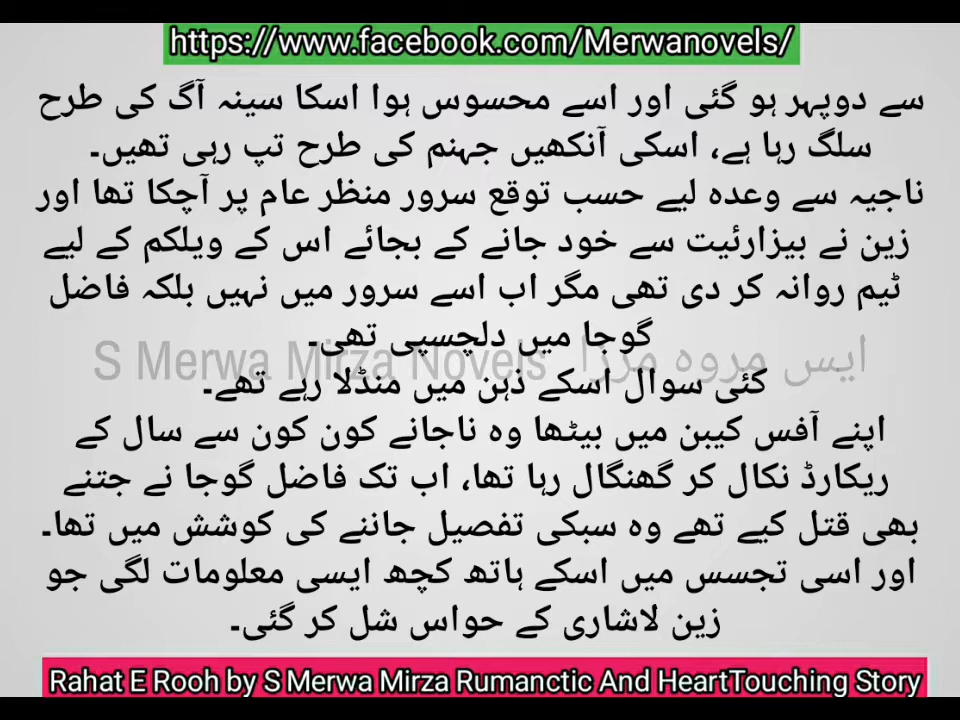 https://www.facebook.com/Merwanovels/
سے دوپہر ہو گئی اور اسے محسوس ہوا اسکا سینہ آگ کی طرح
سلگ رہا ہے، اسکی آنکھیں جہنم کی طرح تپ رہی تھیں۔
ناجیہ سے وعدہ لیے حسب توقع سرور منظر عام پر آچکا تھا اور
زین نے بیزارئیت سے خود جانے کے بجائے اس کے ویلکم کے لیے
ٹیم روانہ کر دی تھی مگر اب اسے سرور میں نہیں بلکہ فاضل
گوجا میں دلچسپی تھی۔
S Merwa Mirza Novels ایس مروہ مرزا
کئی سوال اسکے ذہن میں منڈلا رہے تھے۔
اپنے آفس کیبن میں بیٹھا وہ ناجانے کون کون سے سال کے
ریکارڈ نکال کر گھنگال رہا تھا، اب تک فاضل گوجا نے جتنے
بھی قتل کیے تھے وہ سبکی تفصیل جاننے کی کوشش میں تھا۔
اور اسی تجسس میں اسکے ہاتھ کچھ ایسی معلومات لگی جو
زین لاشاری کے حواس شل کر گئی۔
Rahat E Rooh by S Merwa Mirza Rumanctic And HeartTouching Story